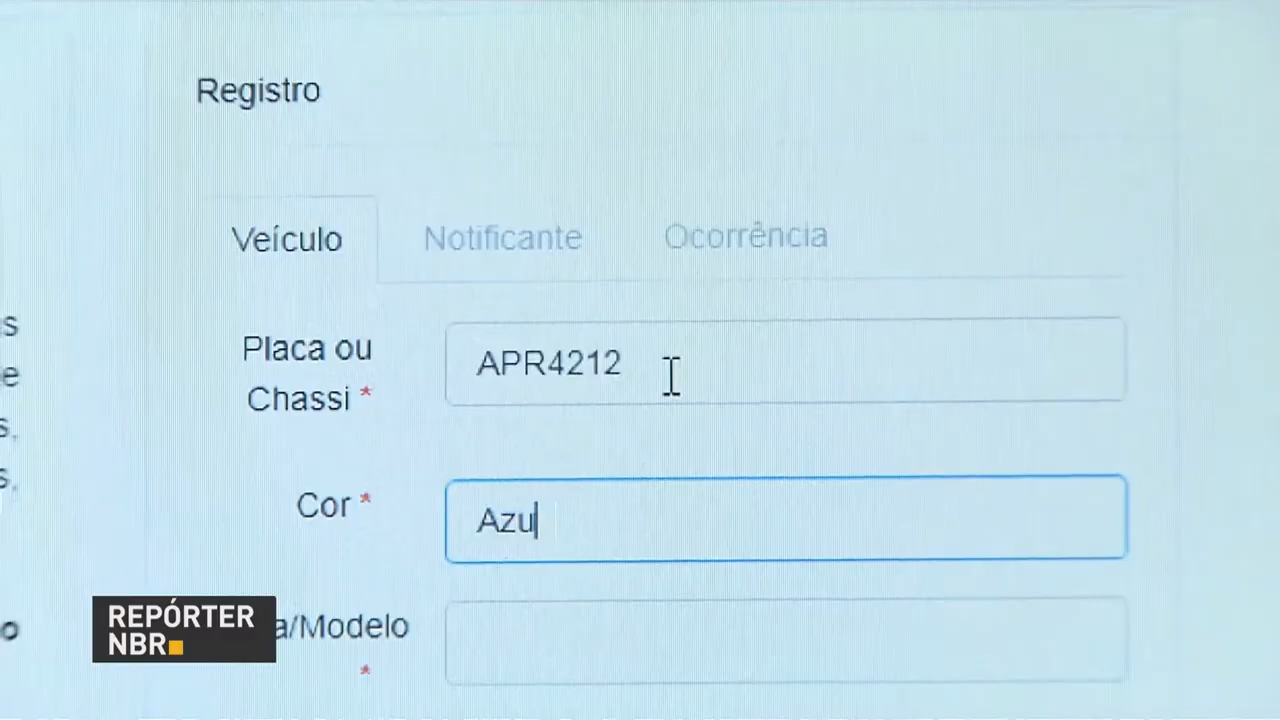 Registro
Veículo Notificante Ocorrência
s
e
s,
s,
o
Placa ou
Chassi *
APR4212
Cor *
Azu
a/Modelo
*
REPÓRTER
NBR